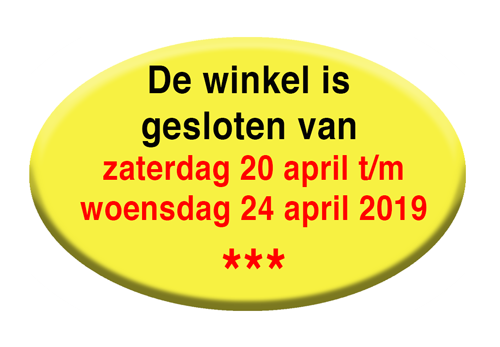 De winkel is
gesloten van
zaterdag 20 april t/m
woensdag 24 april 2019
***